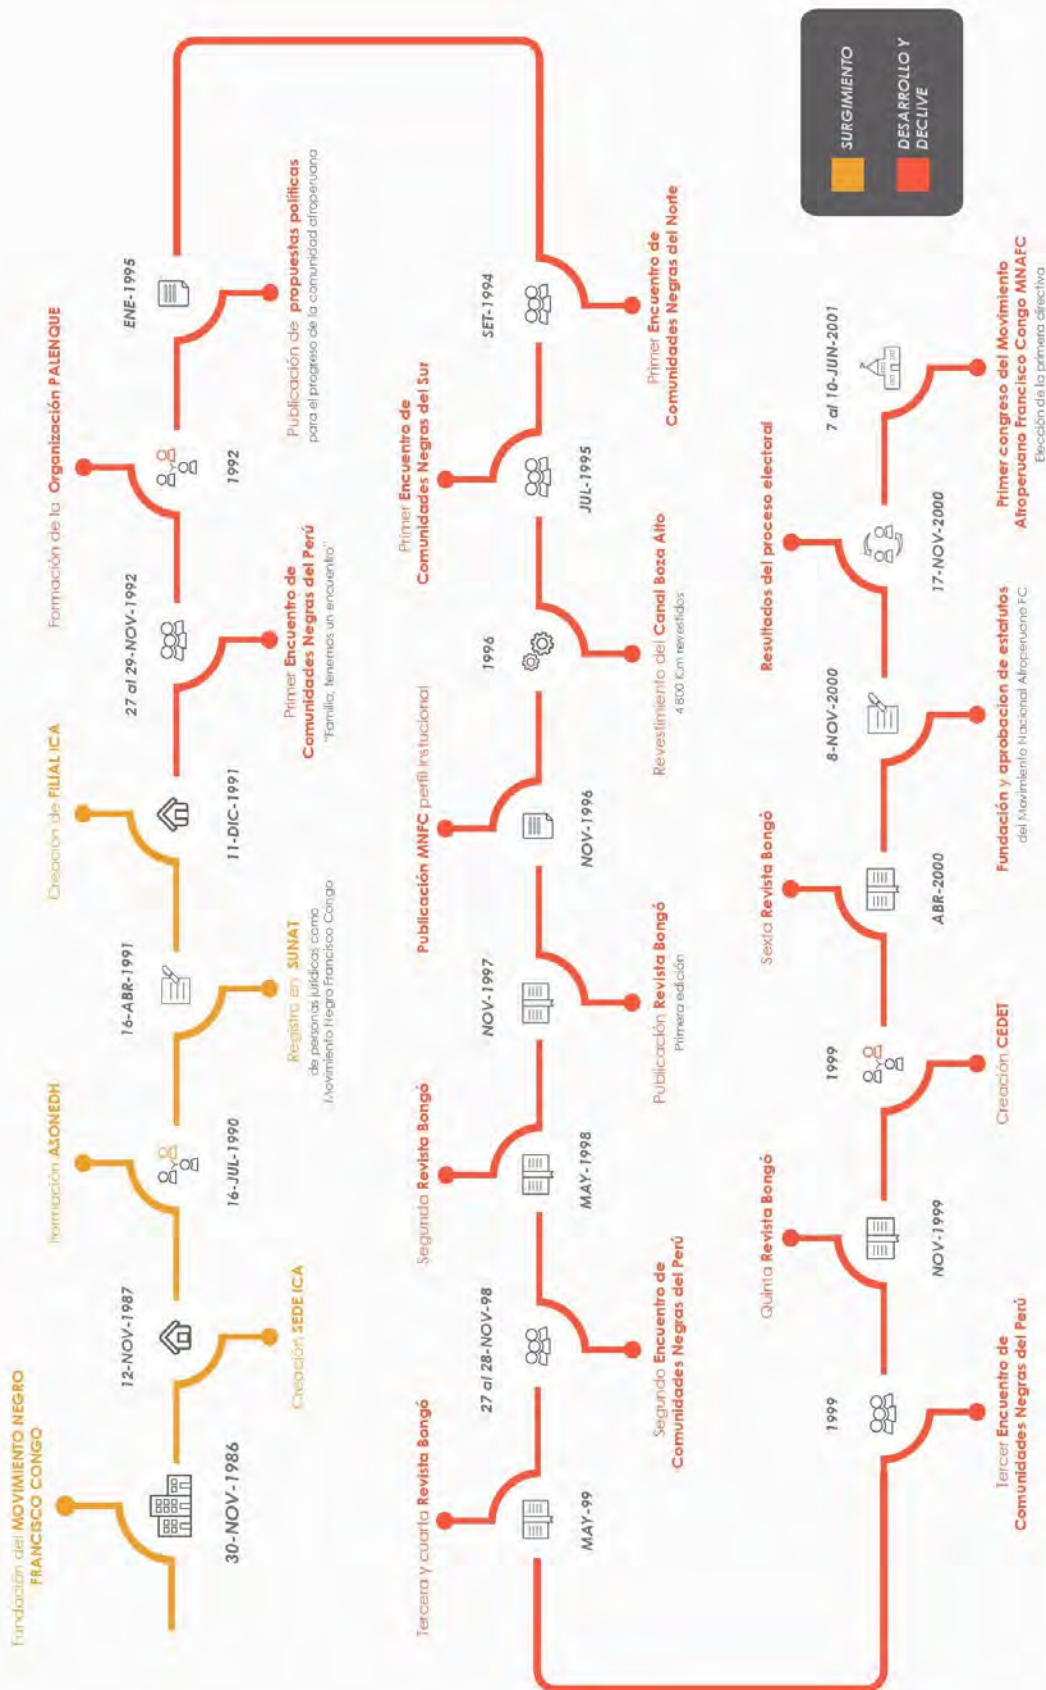 Fundación del MOVIMIENTO NEGRO
FRANCISCO CONGO
30-NOV-1986
12-NOV-1987
Creación SEDE ICA
Formación ASONEDH
16-JUL-1990
16-ABR-1991
Registro en SUNAT
de personas jurídicas como
Movimiento Negro Francisco Congo
Creación de FILIAL ICA
11-DIC-1991
27 al 29-NOV-1992
Primer Encuentro de
Comunidades Negras del Perú
"Familia, tenemos un encuentro"
Formación de la Organización PALENQUE
1992
ENE-1995
Publicación de propuestas políticas
para el progreso de la comunidad afroperuana
SET-1994
Primer Encuentro de
Comunidades Negras del Norte
Primer Encuentro de
Comunidades Negras del Sur
JUL-1995
1996
Revestimiento del Canal Boza Alto
4 800 Km revestidos
Publicación MNFC perfil instucional
NOV-1996
NOV-1997
Publicación Revista Bongó
Primera edición
Segunda Revista Bongó
MAY-1998
27 al 28-NOV-98
Segundo Encuentro de
Comunidades Negras del Perú
Tercera y cuarta Revista Bongó
MAY-99
1999
Tercer Encuentro de
Comunidades Negras del Perú
Quinta Revista Bongó
NOV-1999
1999
Creación CEDET
Sexta Revista Bongó
ABR-2000
8-NOV-2000
Fundación y aprobacion de estatutos
del Movimiento Nacional Afroperuano FC
Resultados del proceso electoral
17-NOV-2000
7 al 10-JUN-2001
Primer congreso del Movimiento
Afroperuano Francisco Congo MNAFC
Elección de la primera directiva
SURGIMIENTO
DESARROLLO Y
DECLIVE